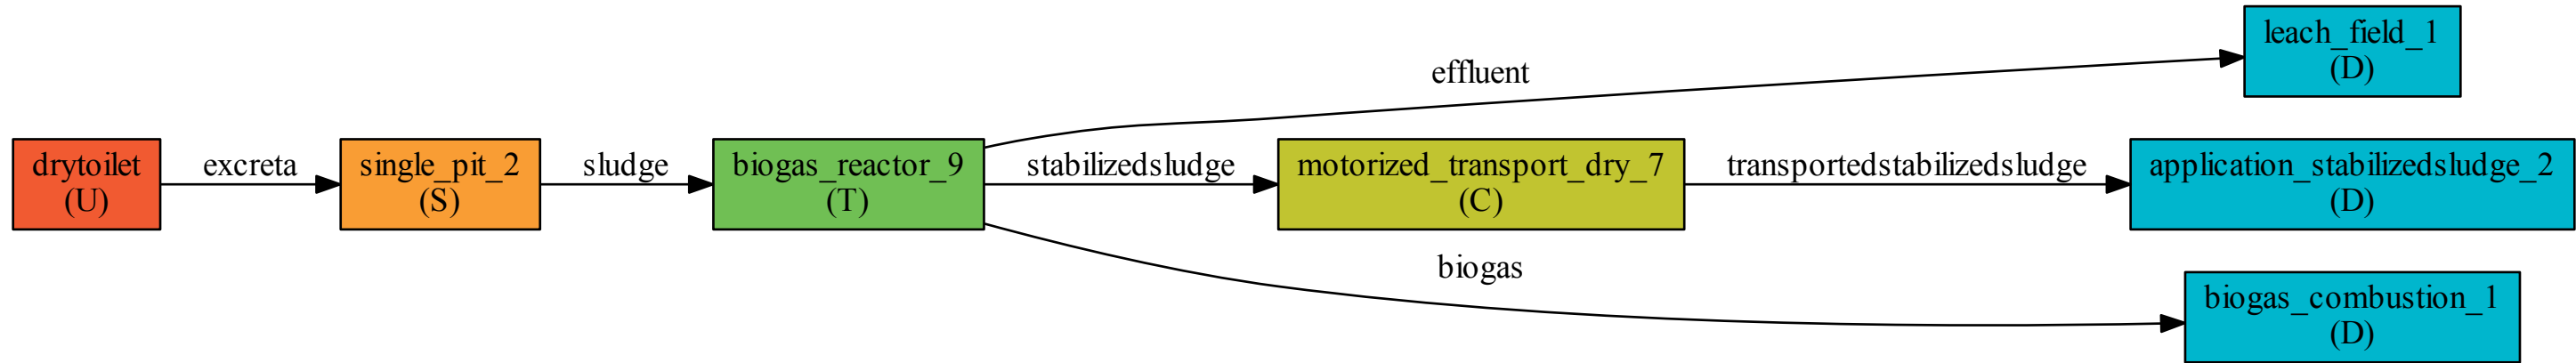 drytoilet
(U)
excreta
single_pit_2
(S)
sludge
biogas_reactor_9
(T)
effluent
leach_field_1
(D)
stabilizedsludge
motorized_transport_dry_7
(C)
transportedstabilizedsludge
application_stabilizedsludge_2
(D)
biogas
biogas_combustion_1
(D)